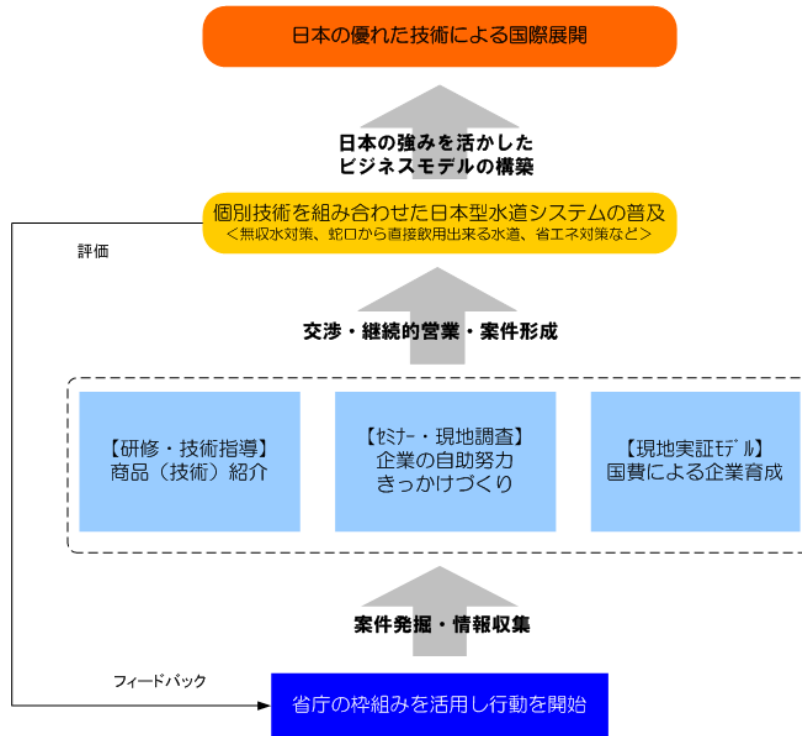 日本の優れた技術による国際展開
日本の強みを活かした
ビジネスモデルの構築
個別技術を組み合わせた日本型水道システムの普及
＜無収水対策、蛇口から直接飲用出来る水道、省エネ対策など＞
評価
交渉・継続的営業・案件形成
【研修・技術指導】
商品（技術）紹介
【ｾﾐﾅｰ・現地調査】
企業の自助努力
きっかけづくり
【現地実証ﾓﾃﾞﾙ】
国費による企業育成
案件発掘・情報収集
フィードバック
省庁の枠組みを活用し行動を開始